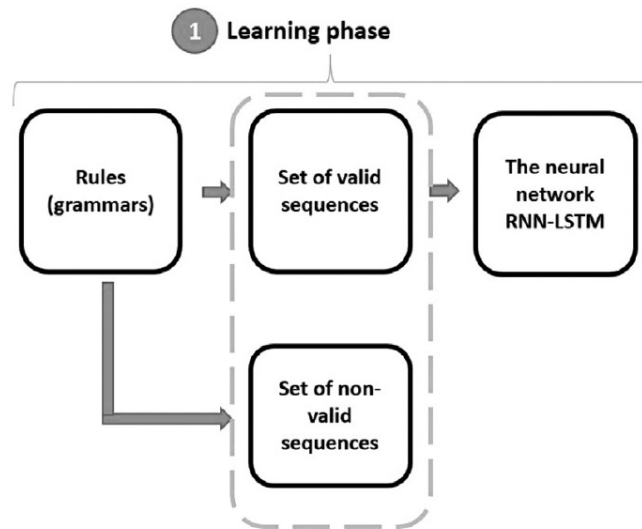 1 Learning phase
Rules
(grammars)
Set of valid
sequences
The neural
network
RNN-LSTM
Set of non-
valid
sequences